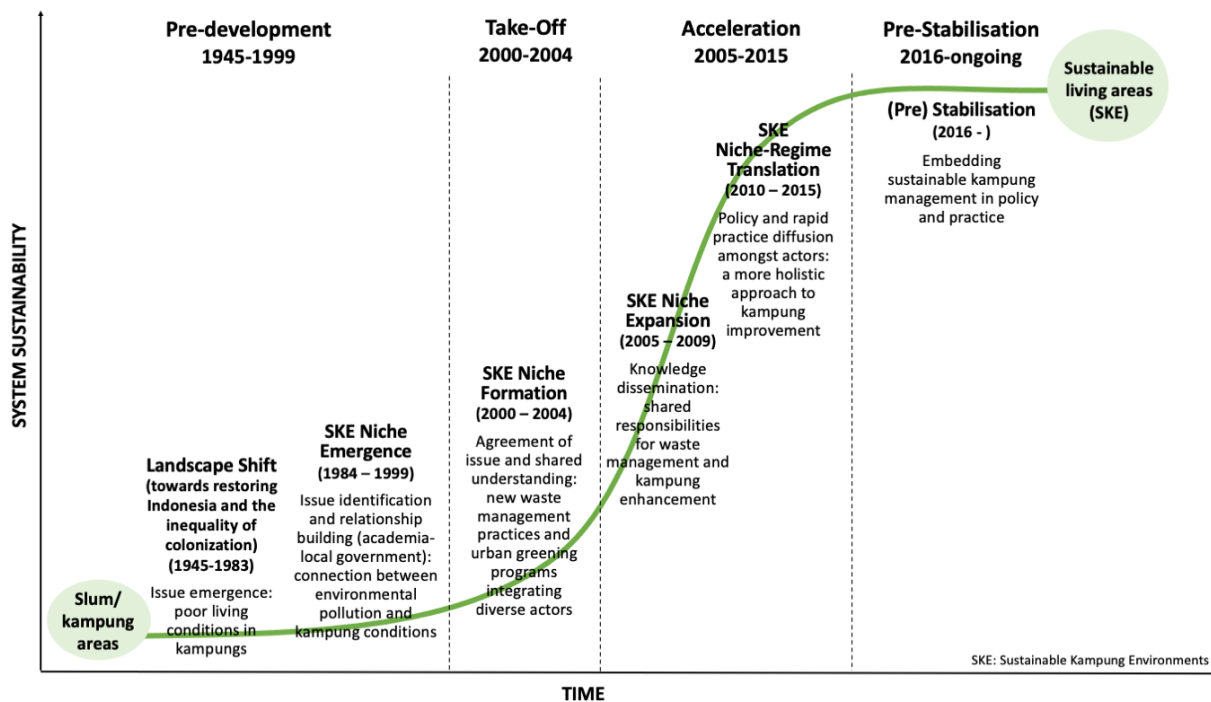 Pre-development
1945-1999
Take-Off
2000-2004
Acceleration
2005-2015
Pre-Stabilisation
2016-ongoing
Sustainable
living areas
(SKE)
(Pre) Stabilisation
(2016 - )
Embedding
sustainable kampung
management in policy
and practice
SKE
Niche-Regime
Translation
(2010 – 2015)
Policy and rapid
practice diffusion
amongst actors:
a more holistic
approach to
kampung
improvement
SKE Niche
Expansion
(2005 – 2009)
Knowledge
dissemination:
shared
responsibilities
for waste
management and
kampung
enhancement
SKE Niche
Formation
(2000 – 2004)
Agreement of
issue and shared
understanding:
new waste
management
practices and
urban greening
programs
integrating
diverse actors
SKE Niche
Emergence
(1984 – 1999)
Issue identification
and relationship
building (academia-
local government):
connection between
environmental
pollution and
kampung conditions
Landscape Shift
(towards restoring
Indonesia and the
inequality of
colonization)
(1945-1983)
Issue emergence:
poor living
conditions in
kampungs
Slum/
kampung
areas
SYSTEM SUSTAINABILITY
SKE: Sustainable Kampung Environments
TIME